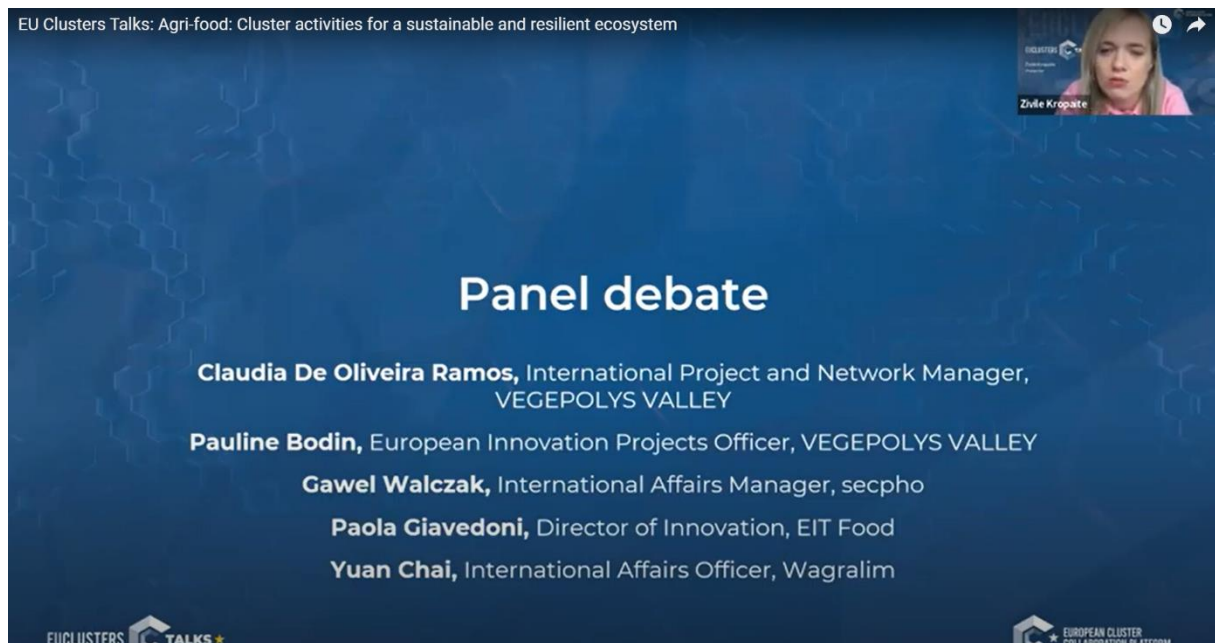 EU Clusters Talks: Agri-food: Cluster activities for a sustainable and resilient ecosystem
EUCLUSTERS
Zivile Kropaite
Panel debate
Claudia De Oliveira Ramos, International Project and Network Manager,
VEGEPOLYS VALLEY
Pauline Bodin, European Innovation Projects Officer, VEGEPOLYS VALLEY
Gawel Walczak, International Affairs Manager, secpho
Paola Giavedoni, Director of Innovation, EIT Food
Yuan Chai, International Affairs Officer, Wagralim
EUCLUSTERS TALKS
EUROPEAN CLUSTER
COLLABORATION PLATFORM